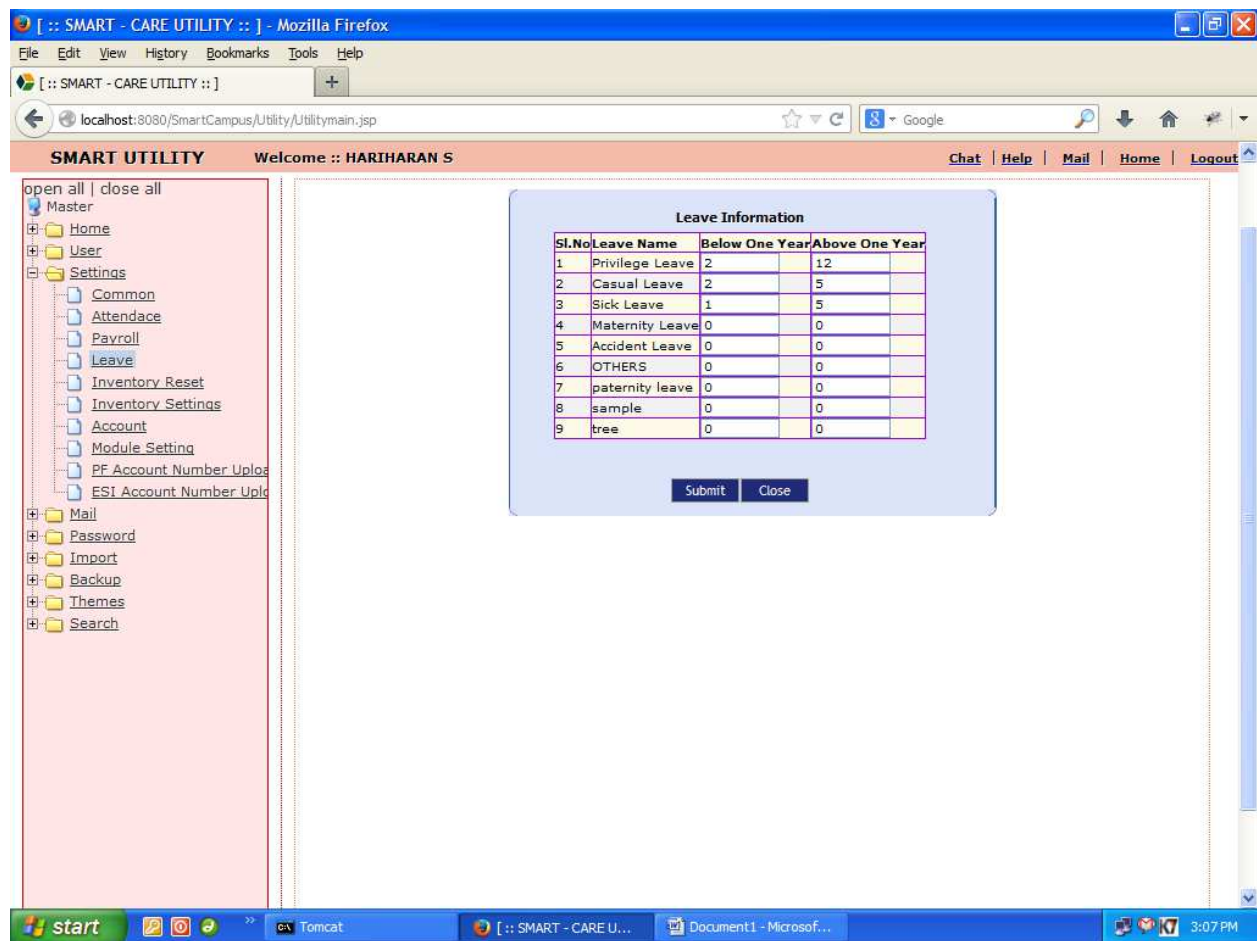 [ :: SMART - CARE UTILITY :: ] - Mozilla Firefox
File Edit View History Bookmarks Tools Help
[ :: SMART - CARE UTILITY :: ]
localhost:8080/SmartCampus/Utility/Utilitymain.jsp Google
SMART UTILITY Welcome :: HARIHARAN S Chat | Help | Mail | Home | Logout
open all | close all
Master
Home
User
Settings
Common
Attendace
Payroll
Leave
Inventory Reset
Inventory Settings
Account
Module Setting
PF Account Number Uploa
ESI Account Number Uplo
Mail
Password
Import
Backup
Themes
Search
Leave Information
Sl.No Leave Name Below One Year Above One Year
1 Privilege Leave 2 12
2 Casual Leave 2 5
3 Sick Leave 1 5
4 Maternity Leave 0 0
5 Accident Leave 0 0
6 OTHERS 0 0
7 paternity leave 0 0
8 sample 0 0
9 tree 0 0
Submit Close
start Tomcat [ :: SMART - CARE U... Document1 - Microsof... 3:07 PM